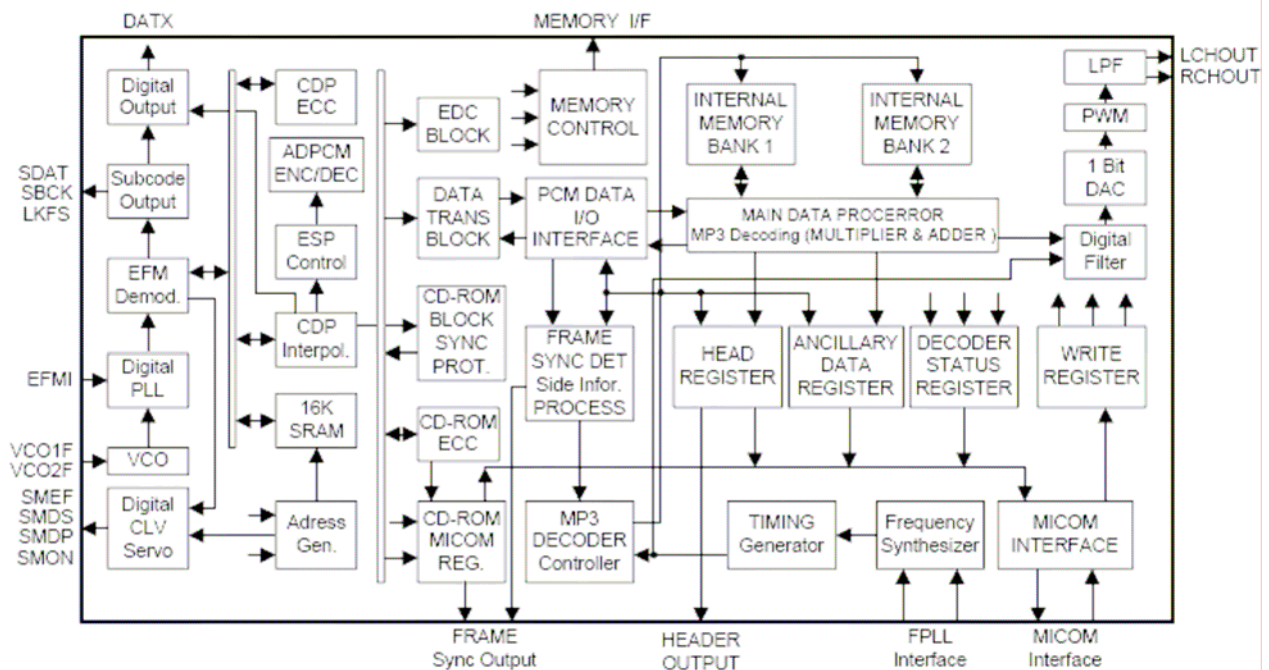 DATX
MEMORY I/F
Digital
Output
CDP
ECC
EDC
BLOCK
MEMORY
CONTROL
INTERNAL
MEMORY
BANK 1
INTERNAL
MEMORY
BANK 2
LPF
LCHOUT
RCHOUT
PWM
1 Bit
DAC
SDAT
SBCK
LKFS
Subcode
Output
ADPCM
ENC/DEC
DATA
TRANS
BLOCK
PCM DATA
I/O
INTERFACE
MAIN DATA PROCERROR
MP3 Decoding (MULTIPLIER & ADDER )
Digital
Filter
EFM
Demod.
ESP
Control
CDP
Interpol.
CD-ROM
BLOCK
SYNC
PROT.
FRAME
SYNC DET
Side Infor.
PROCESS
HEAD
REGISTER
ANCILLARY
DATA
REGISTER
DECODER
STATUS
REGISTER
WRITE
REGISTER
EFMI
Digital
PLL
16K
SRAM
CD-ROM
ECC
VCO1F
VCO2F
VCO
SMEF
SMDS
SMDP
SMON
Digital
CLV
Servo
Adress
Gen.
CD-ROM
MICOM
REG.
MP3
DECODER
Controller
TIMING
Generator
Frequency
Synthesizer
MICOM
INTERFACE
FRAME
Sync Output
HEADER
OUTPUT
FPLL
Interface
MICOM
Interface